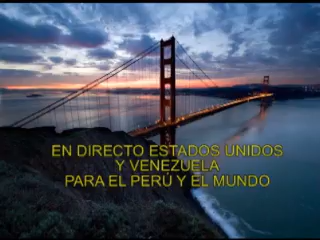 EN DIRECTO ESTADOS UNIDOS
Y VENEZUELA
PARA EL PERÚ Y EL MUNDO